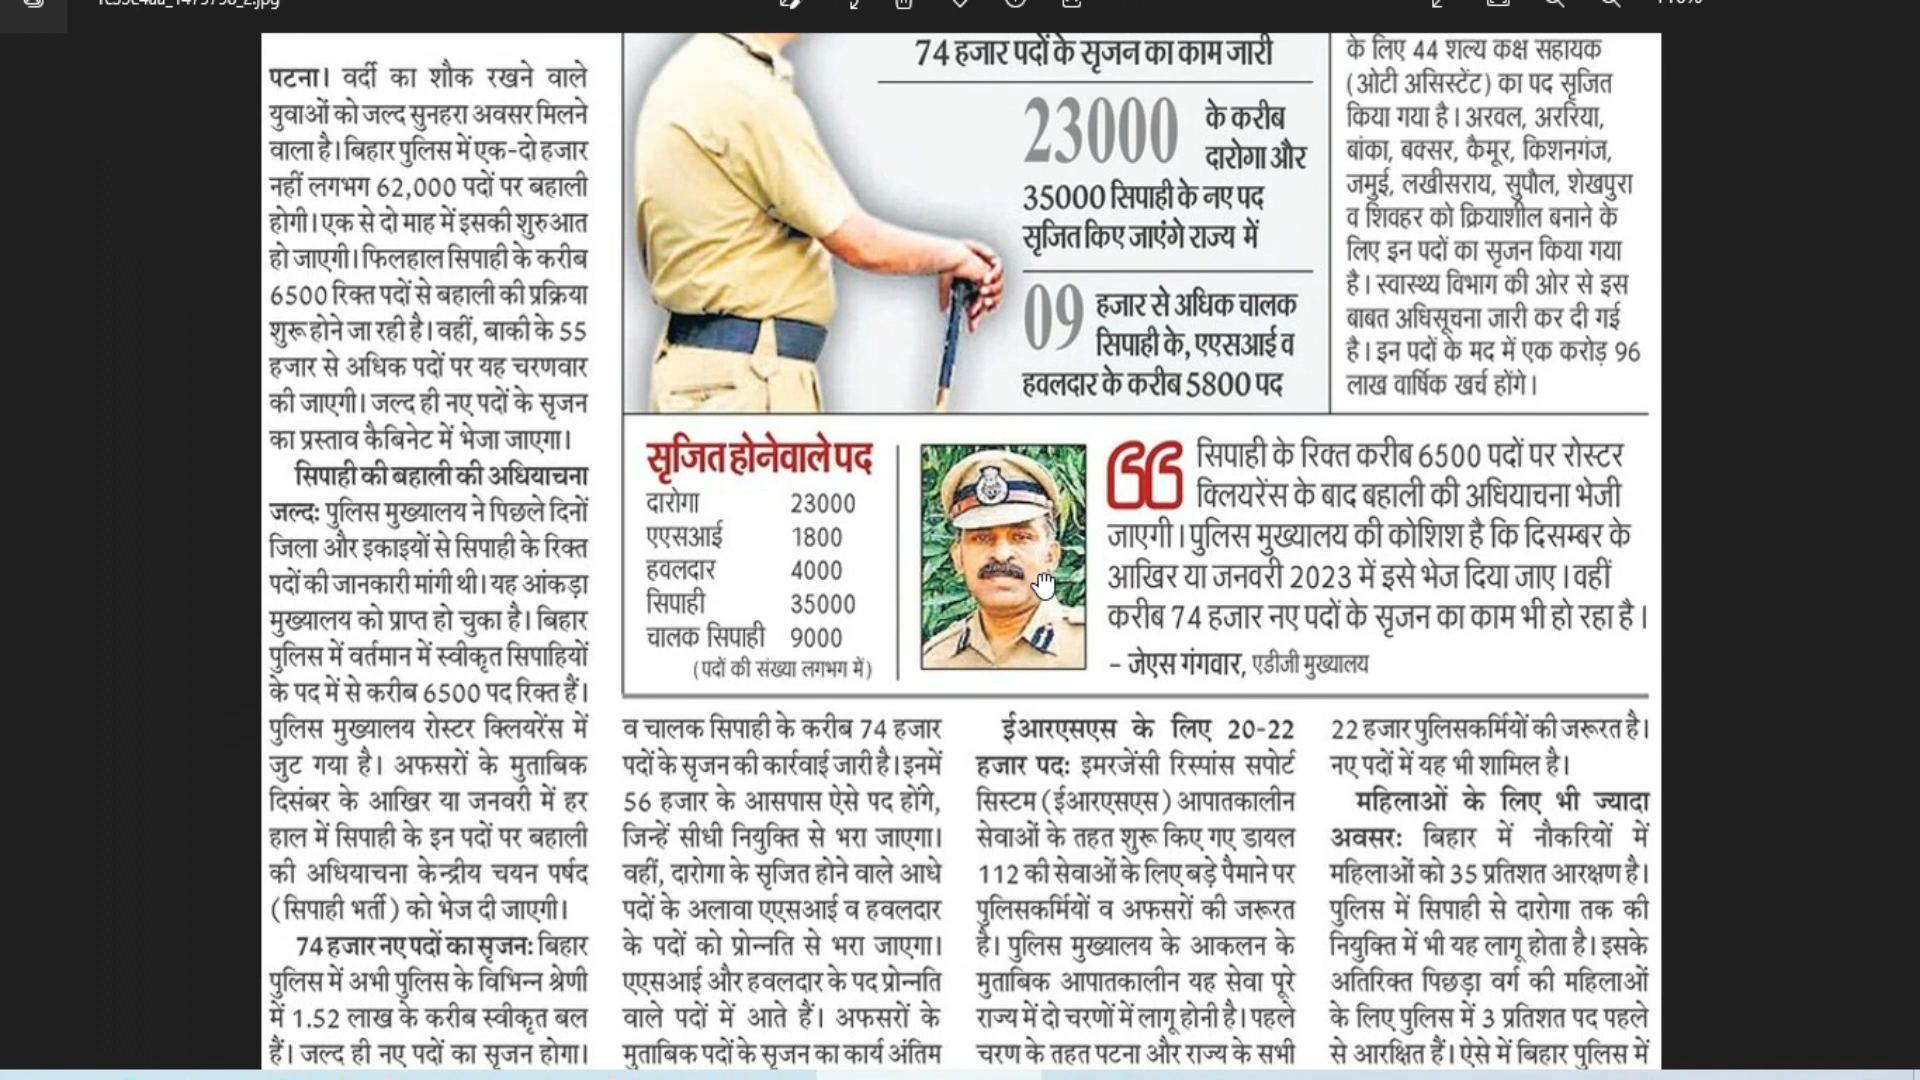 पटना। वर्दी का शौक रखने वाले
युवाओं को जल्द सुनहरा अवसर मिलने
वाला है। बिहार पुलिस में एक-दो हजार
नहीं लगभग 62,000 पदों पर बहाली
होगी। एक से दो माह में इसकी शुरुआत
हो जाएगी। फिलहाल सिपाही के करीब
6500 रिक्त पदों से बहाली की प्रक्रिया
शुरू होने जा रही है। वहीं, बाकी के 55
हजार से अधिक पदों पर यह चरणवार
की जाएगी। जल्द ही नए पदों के सृजन
का प्रस्ताव कैबिनेट में भेजा जाएगा।
सिपाही की बहाली की अधियाचना
जल्द: पुलिस मुख्यालय ने पिछले दिनों
जिला और इकाइयों से सिपाही के रिक्त
पदों की जानकारी मांगी थी। यह आंकड़ा
मुख्यालय को प्राप्त हो चुका है। बिहार
पुलिस में वर्तमान में स्वीकृत सिपाहियों
के पद में से करीब 6500 पद रिक्त हैं।
पुलिस मुख्यालय रोस्टर क्लियरेंस में
जुट गया है। अफसरों के मुताबिक
दिसंबर के आखिर या जनवरी में हर
हाल में सिपाही के इन पदों पर बहाली
की अधियाचना केन्द्रीय चयन पर्षद
(सिपाही भर्ती) को भेज दी जाएगी।
74 हजार नए पदों का सृजन: बिहार
पुलिस में अभी पुलिस के विभिन्न श्रेणी
में 1.52 लाख के करीब स्वीकृत बल
हैं। जल्द ही नए पदों का सृजन होगा।
74 हजार पदों के सृजन का काम जारी
23000 के करीब
दारोगा और
35000 सिपाही के नए पद
सृजित किए जाएंगे राज्य में
09 हजार से अधिक चालक
सिपाही के, एएसआई व
हवलदार के करीब 5800 पद
के लिए 44 शल्य कक्ष सहायक
(ओटी असिस्टेंट) का पद सृजित
किया गया है। अरवल, अररिया,
बांका, बक्सर, कैमूर, किशनगंज,
जमुई, लखीसराय, सुपौल, शेखपुरा
व शिवहर को क्रियाशील बनाने के
लिए इन पदों का सृजन किया गया
है। स्वास्थ्य विभाग की ओर से इस
बाबत अधिसूचना जारी कर दी गई
है। इन पदों के मद में एक करोड़ 96
लाख वार्षिक खर्च होंगे।
सृजित होनेवाले पद
दारोगा 23000
एएसआई 1800
हवलदार 4000
सिपाही 35000
चालक सिपाही 9000
(पदों की संख्या लगभग में)
सिपाही के रिक्त करीब 6500 पदों पर रोस्टर
क्लियरेंस के बाद बहाली की अधियाचना भेजी
जाएगी। पुलिस मुख्यालय की कोशिश है कि दिसम्बर के
आखिर या जनवरी 2023 में इसे भेज दिया जाए। वहीं
करीब 74 हजार नए पदों के सृजन का काम भी हो रहा है।
– जेएस गंगवार, एडीजी मुख्यालय
व चालक सिपाही के करीब 74 हजार
पदों के सृजन की कार्रवाई जारी है। इनमें
56 हजार के आसपास ऐसे पद होंगे,
जिन्हें सीधी नियुक्ति से भरा जाएगा।
वहीं, दारोगा के सृजित होने वाले आधे
पदों के अलावा एएसआई व हवलदार
के पदों को प्रोन्नति से भरा जाएगा।
एएसआई और हवलदार के पद प्रोन्नति
वाले पदों में आते हैं। अफसरों के
मुताबिक पदों के सृजन का कार्य अंतिम
ईआरएसएस के लिए 20-22
हजार पद: इमरजेंसी रिस्पांस सपोर्ट
सिस्टम (ईआरएसएस) आपातकालीन
सेवाओं के तहत शुरू किए गए डायल
112 की सेवाओं के लिए बड़े पैमाने पर
पुलिसकर्मियों व अफसरों की जरूरत
है। पुलिस मुख्यालय के आकलन के
मुताबिक आपातकालीन यह सेवा पूरे
राज्य में दो चरणों में लागू होनी है। पहले
चरण के तहत पटना और राज्य के सभी
22 हजार पुलिसकर्मियों की जरूरत है।
नए पदों में यह भी शामिल है।
महिलाओं के लिए भी ज्यादा
अवसर: बिहार में नौकरियों में
महिलाओं को 35 प्रतिशत आरक्षण है।
पुलिस में सिपाही से दारोगा तक की
नियुक्ति में भी यह लागू होता है। इसके
अतिरिक्त पिछड़ा वर्ग की महिलाओं
के लिए पुलिस में 3 प्रतिशत पद पहले
से आरक्षित हैं। ऐसे में बिहार पुलिस में